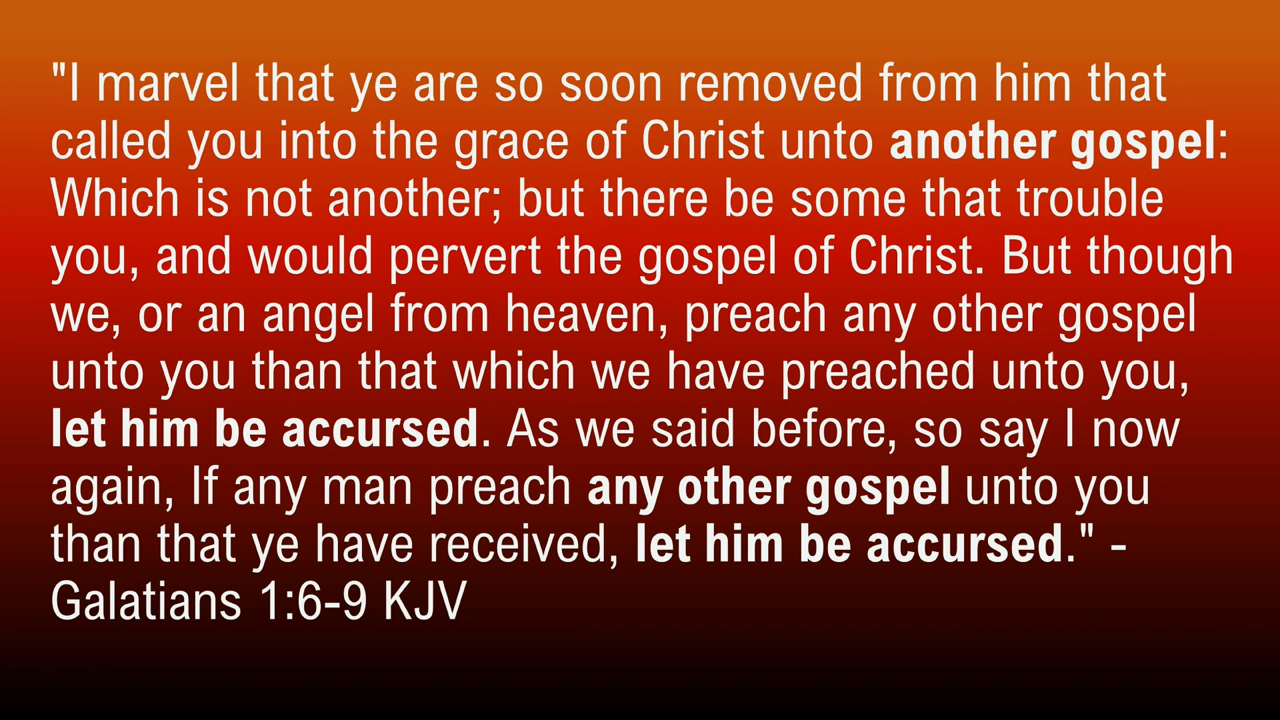 "I marvel that ye are so soon removed from him that
called you into the grace of Christ unto another gospel:
Which is not another; but there be some that trouble
you, and would pervert the gospel of Christ. But though
we, or an angel from heaven, preach any other gospel
unto you than that which we have preached unto you,
let him be accursed. As we said before, so say I now
again, If any man preach any other gospel unto you
than that ye have received, let him be accursed." -
Galatians 1:6-9 KJV